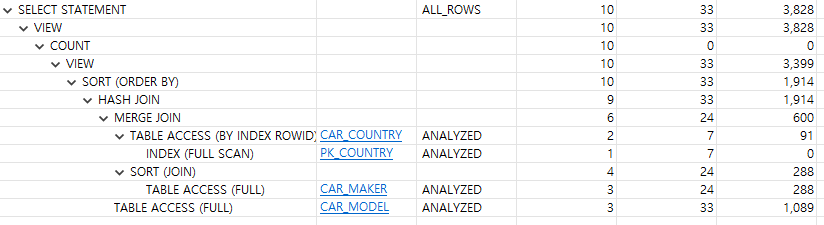 SELECT STATEMENT ALL_ROWS 10 33 3,828
VIEW 10 33 3,828
COUNT 10 0 0
VIEW 10 33 3,399
SORT (ORDER BY) 10 33 1,914
HASH JOIN 9 33 1,914
MERGE JOIN 6 24 600
TABLE ACCESS (BY INDEX ROWID) CAR_COUNTRY ANALYZED 2 7 91
INDEX (FULL SCAN) PK_COUNTRY ANALYZED 1 7 0
SORT (JOIN) 4 24 288
TABLE ACCESS (FULL) CAR_MAKER ANALYZED 3 24 288
TABLE ACCESS (FULL) CAR_MODEL ANALYZED 3 33 1,089